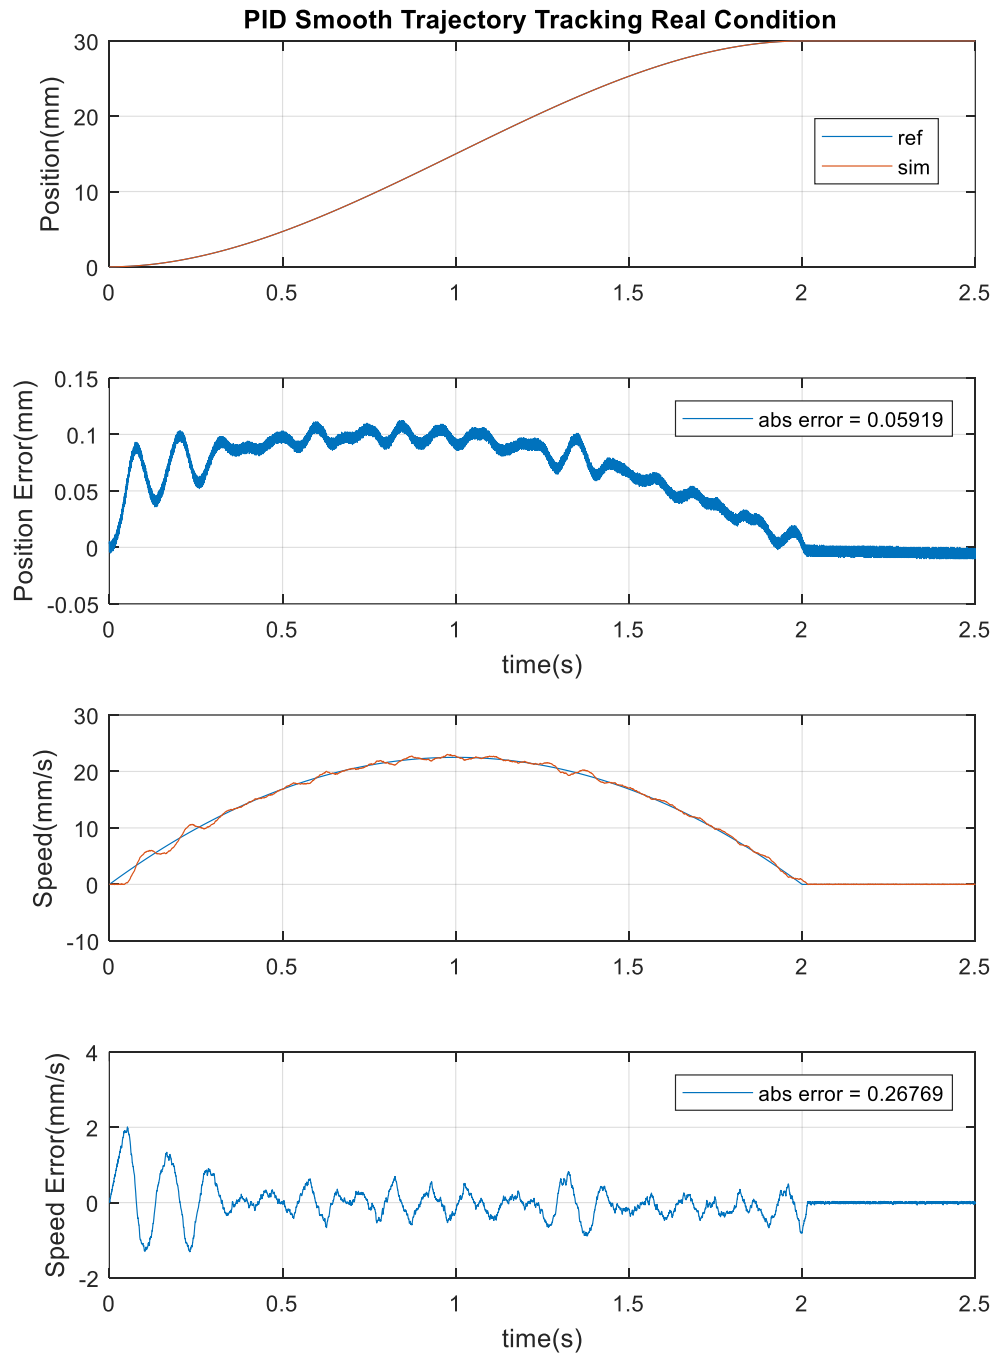 PID Smooth Trajectory Tracking Real Condition
Position(mm)
30
20
10
0
ref
sim
0 0.5 1 1.5 2 2.5
Position Error(mm)
0.15
0.1
0.05
0
-0.05
abs error = 0.05919
0 0.5 1 1.5 2 2.5
time(s)
Speed(mm/s)
30
20
10
0
-10
0 0.5 1 1.5 2 2.5
Speed Error(mm/s)
4
2
0
-2
abs error = 0.26769
0 0.5 1 1.5 2 2.5
time(s)